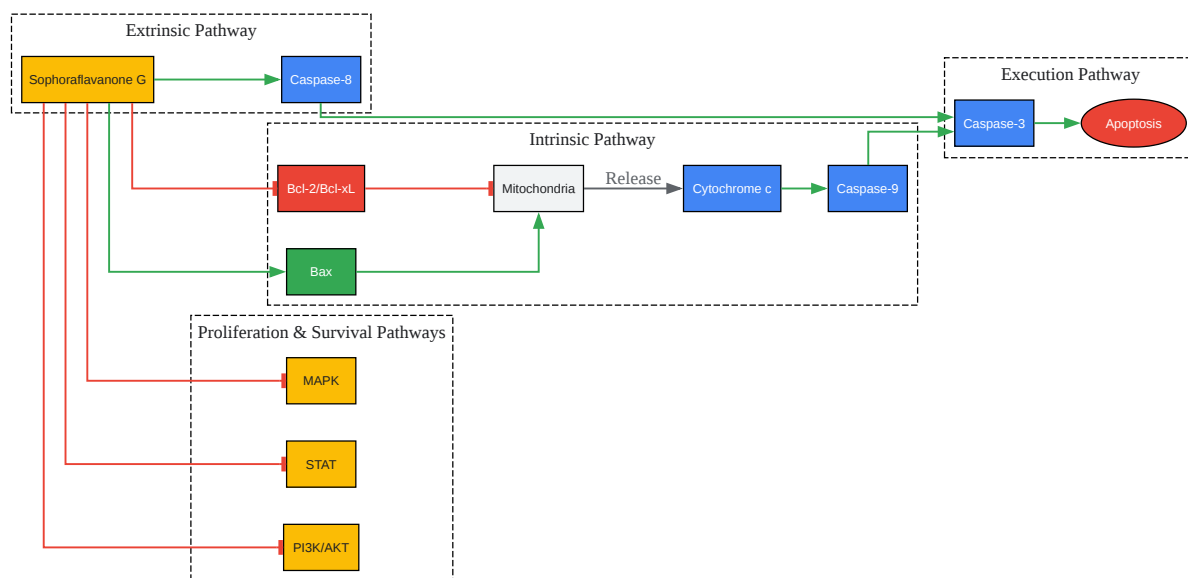 Extrinsic Pathway
Sophoraflavanone G
Caspase-8
Execution Pathway
Caspase-3
Apoptosis
Intrinsic Pathway
Bcl-2/Bcl-xL
Mitochondria
Release
Cytochrome c
Caspase-9
Bax
Proliferation & Survival Pathways
MAPK
STAT
PI3K/AKT